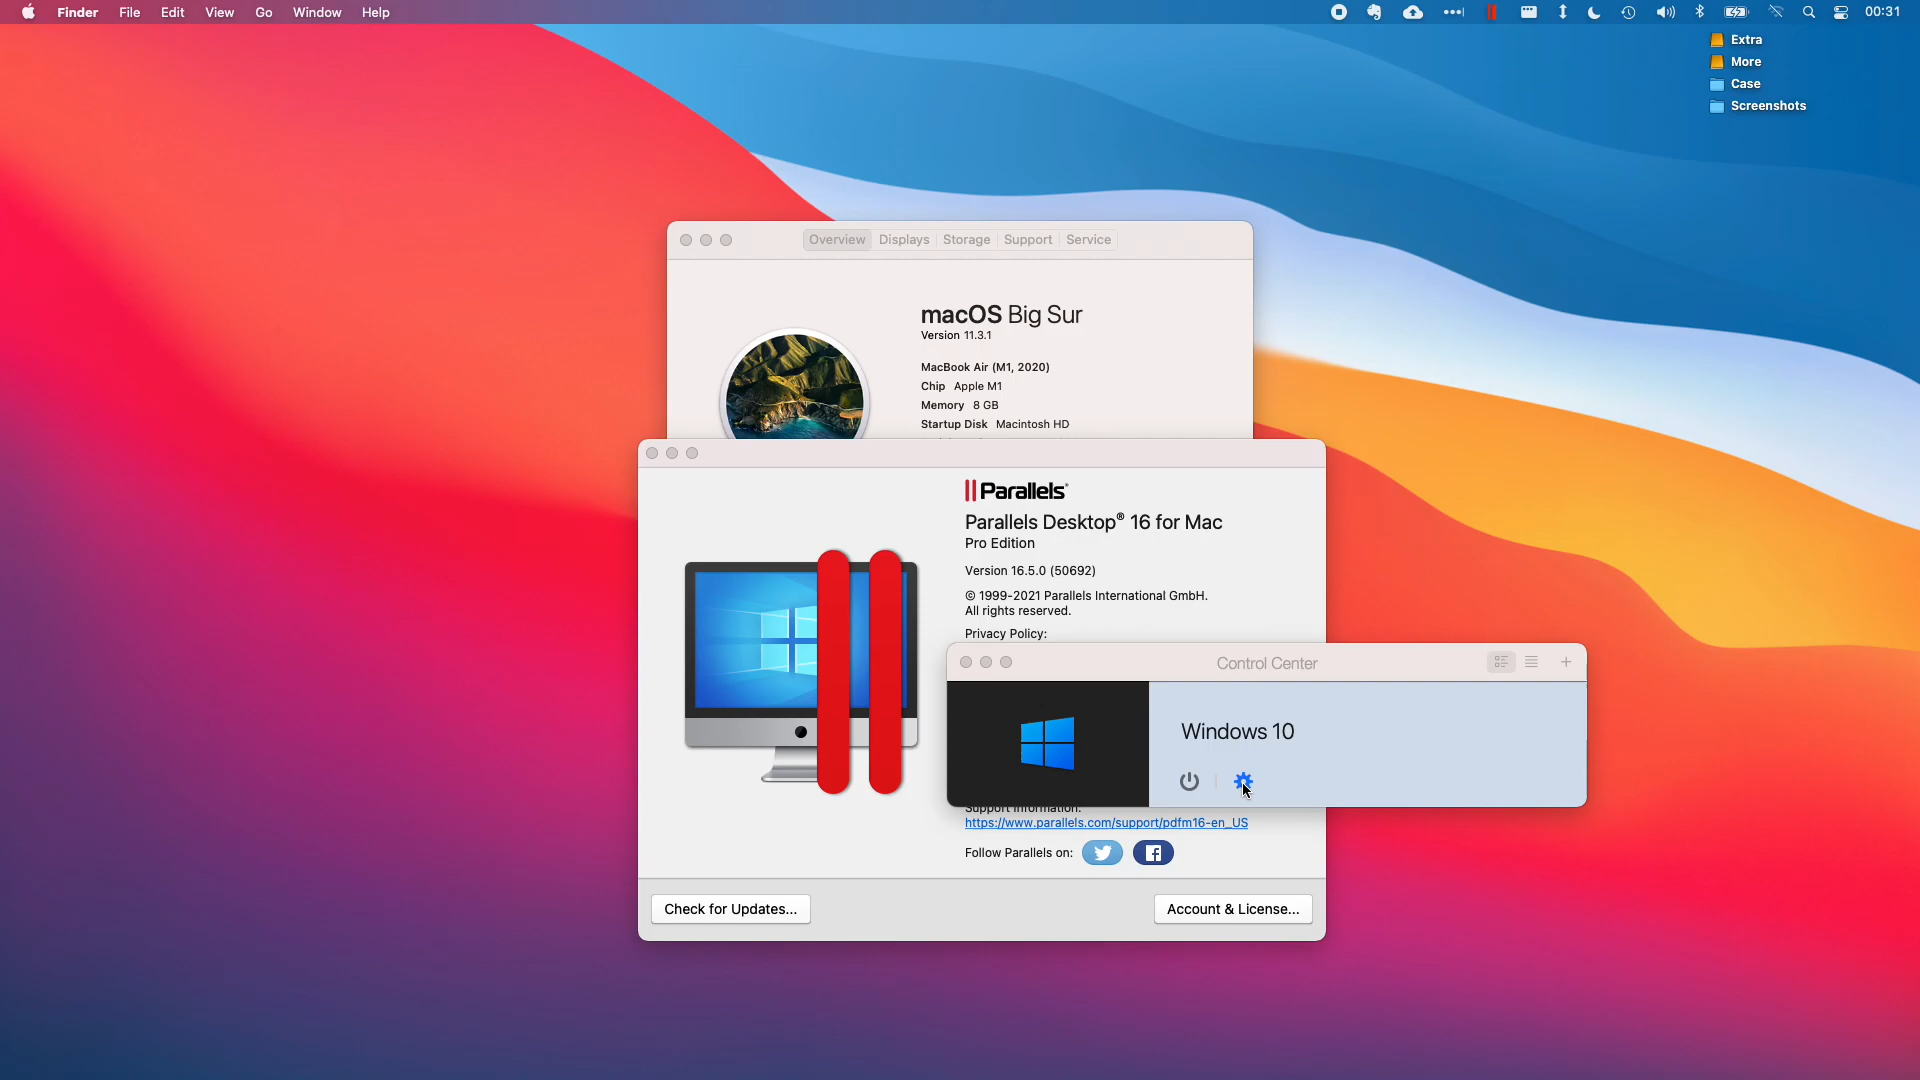 Finder File Edit View Go Window Help 00:31
Extra
More
Case
Screenshots
Overview Displays Storage Support Service
macOS Big Sur
Version 11.3.1
MacBook Air (M1, 2020)
Chip Apple M1
Memory 8 GB
Startup Disk Macintosh HD
Parallels®
Parallels Desktop® 16 for Mac
Pro Edition
Version 16.5.0 (50692)
© 1999-2021 Parallels International GmbH.
All rights reserved.
Privacy Policy:
Control Center
Windows 10
Support Information:
https://www.parallels.com/support/pdfm16-en_US
Follow Parallels on:
Check for Updates... Account & License...